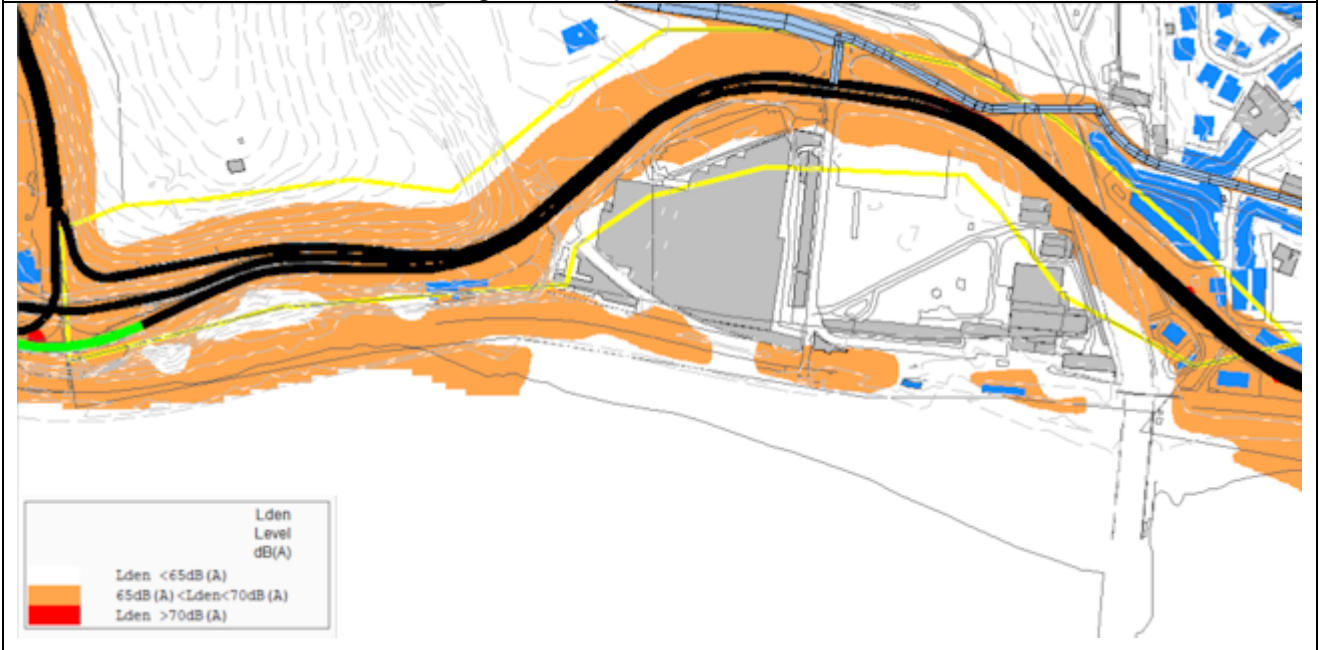 Lden
Level
dB(A)
Lden <65dB(A)
65dB(A)<Lden<70dB(A)
Lden >70dB(A)